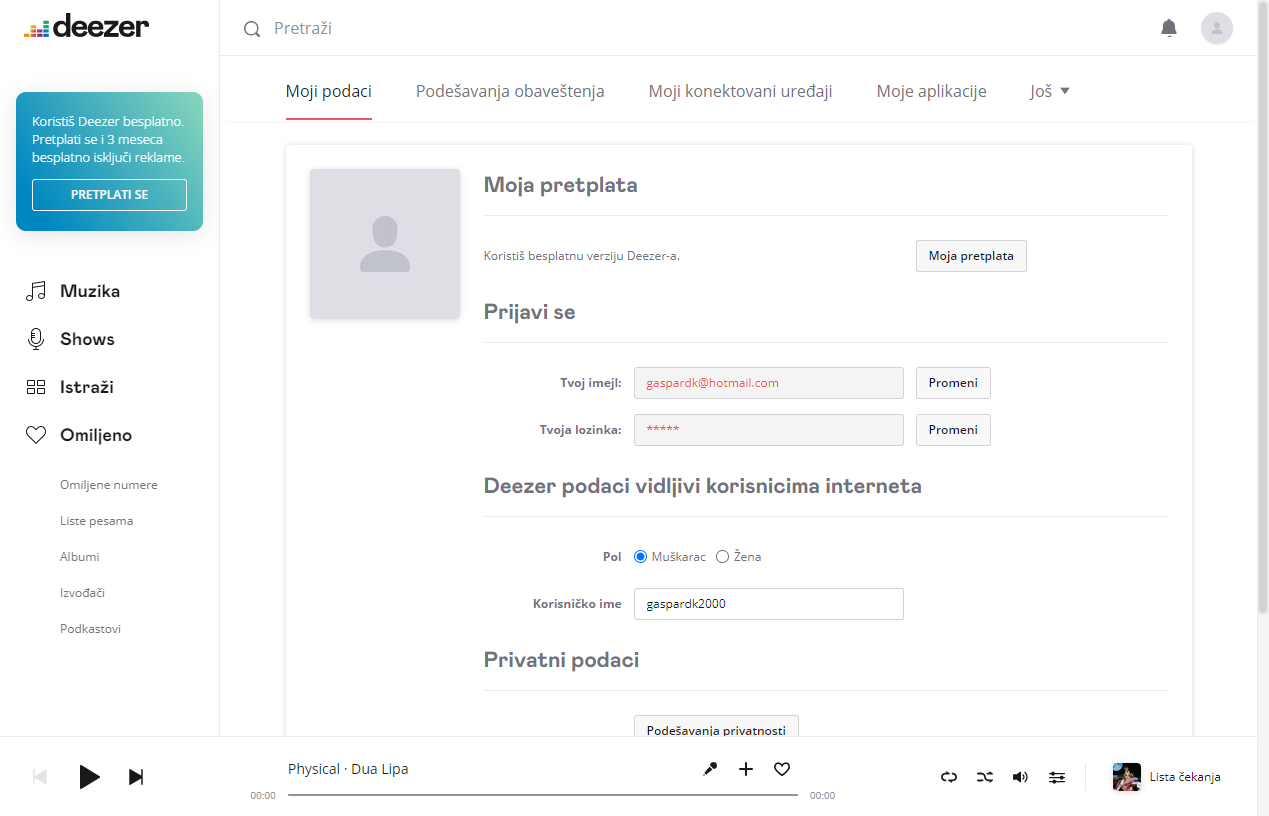 deezer
Pretraži
Koristiš Deezer besplatno.
Pretplati se i 3 meseca
besplatno isključi reklame.
PRETPLATI SE
Muzika
Shows
Istraži
Omiljeno
Omiljene numere
Liste pesama
Albumi
Izvođači
Podkastovi
Moji podaci Podešavanja obaveštenja Moji konektovani uređaji Moje aplikacije Još
Moja pretplata
Koristiš besplatnu verziju Deezer-a. Moja pretplata
Prijavi se
Tvoj imejl: gaspardk@hotmail.com Promeni
Tvoja lozinka: ***** Promeni
Deezer podaci vidljivi korisnicima interneta
Pol Muškarac Žena
Korisničko ime gaspardk2000
Privatni podaci
Podešavanja privatnosti
Physical · Dua Lipa
00:00 00:00
Lista čekanja